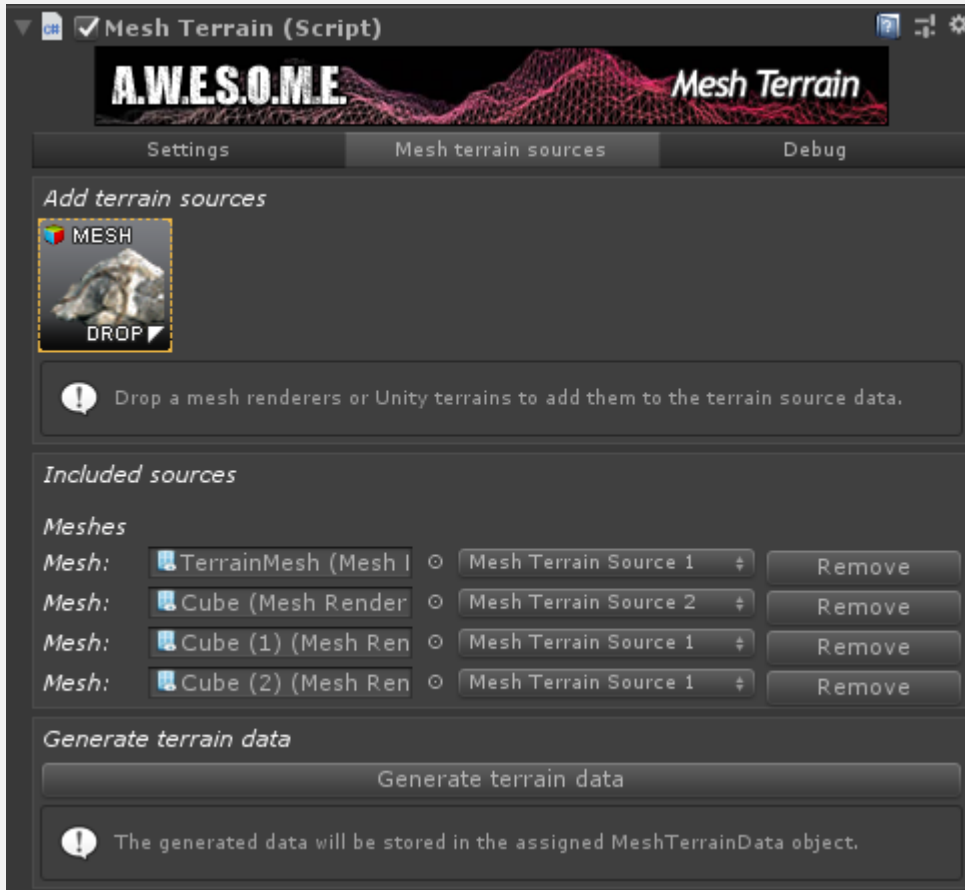 Mesh Terrain (Script)
A.W.E.S.O.M.E. Mesh Terrain
Settings Mesh terrain sources Debug
Add terrain sources
MESH
DROP
Drop a mesh renderers or Unity terrains to add them to the terrain source data.
Included sources
Meshes
Mesh: TerrainMesh (Mesh Mesh Terrain Source 1 Remove
Mesh: Cube (Mesh Render Mesh Terrain Source 2 Remove
Mesh: Cube (1) (Mesh Ren Mesh Terrain Source 1 Remove
Mesh: Cube (2) (Mesh Ren Mesh Terrain Source 1 Remove
Generate terrain data
Generate terrain data
The generated data will be stored in the assigned MeshTerrainData object.